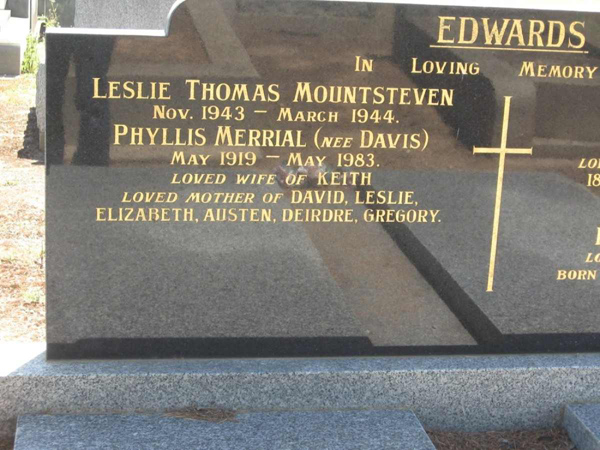 EDWARDS
IN LOVING MEMORY
LESLIE THOMAS MOUNTSTEVEN
NOV. 1943 – MARCH 1944.
PHYLLIS MERRIAL (NEE DAVIS)
MAY 1919 – MAY 1983.
LOVED WIFE OF KEITH
LOVED MOTHER OF DAVID, LESLIE,
ELIZABETH, AUSTEN, DEIRDRE, GREGORY.
BORN